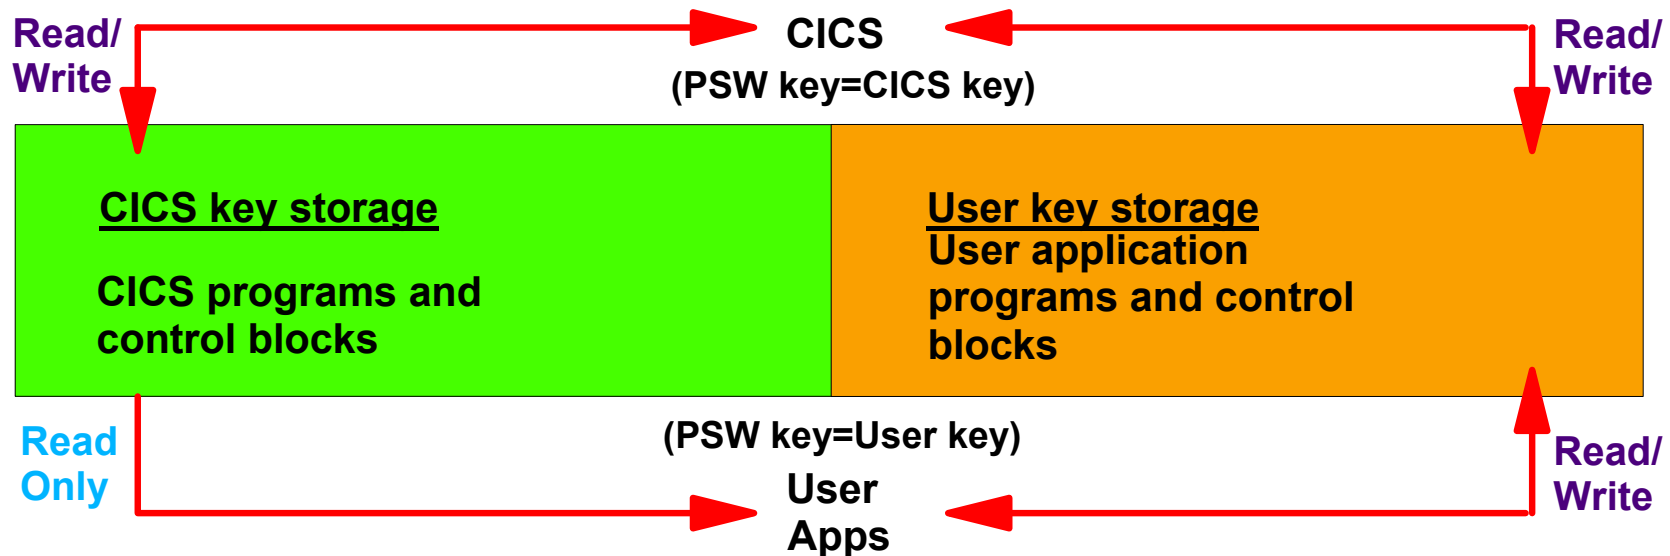 Read/
Write
CICS
(PSW key=CICS key)
Read/
Write
CICS key storage
CICS programs and
control blocks
User key storage
User application
programs and control
blocks
Read
Only
(PSW key=User key)
User
Apps
Read/
Write